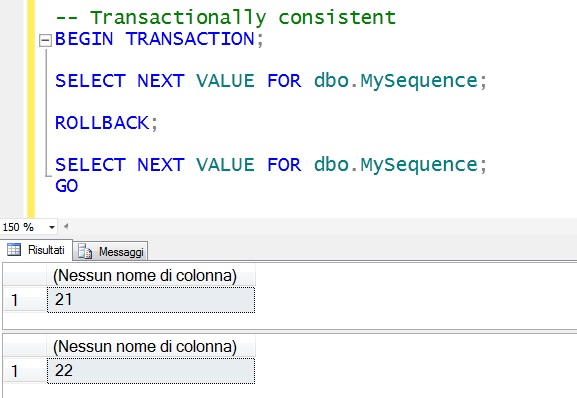 -- Transactionally consistent
BEGIN TRANSACTION;
SELECT NEXT VALUE FOR dbo.MySequence;
ROLLBACK;
SELECT NEXT VALUE FOR dbo.MySequence;
GO
150 %
Risultati Messaggi
(Nessun nome di colonna)
1 21
(Nessun nome di colonna)
1 22